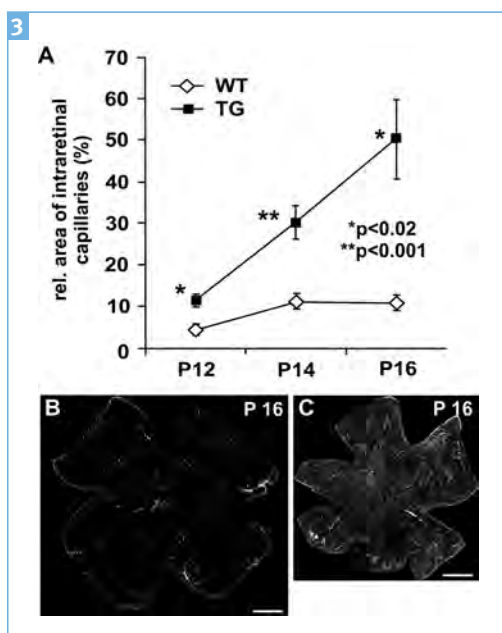 3
A
70
60
50
40
30
20
10
0
rel. area of intraretinal
capillaries (%)
WT
TG
*
**
*
*p<0.02
**p<0.001
P12 P14 P16
B P 16
C P 16